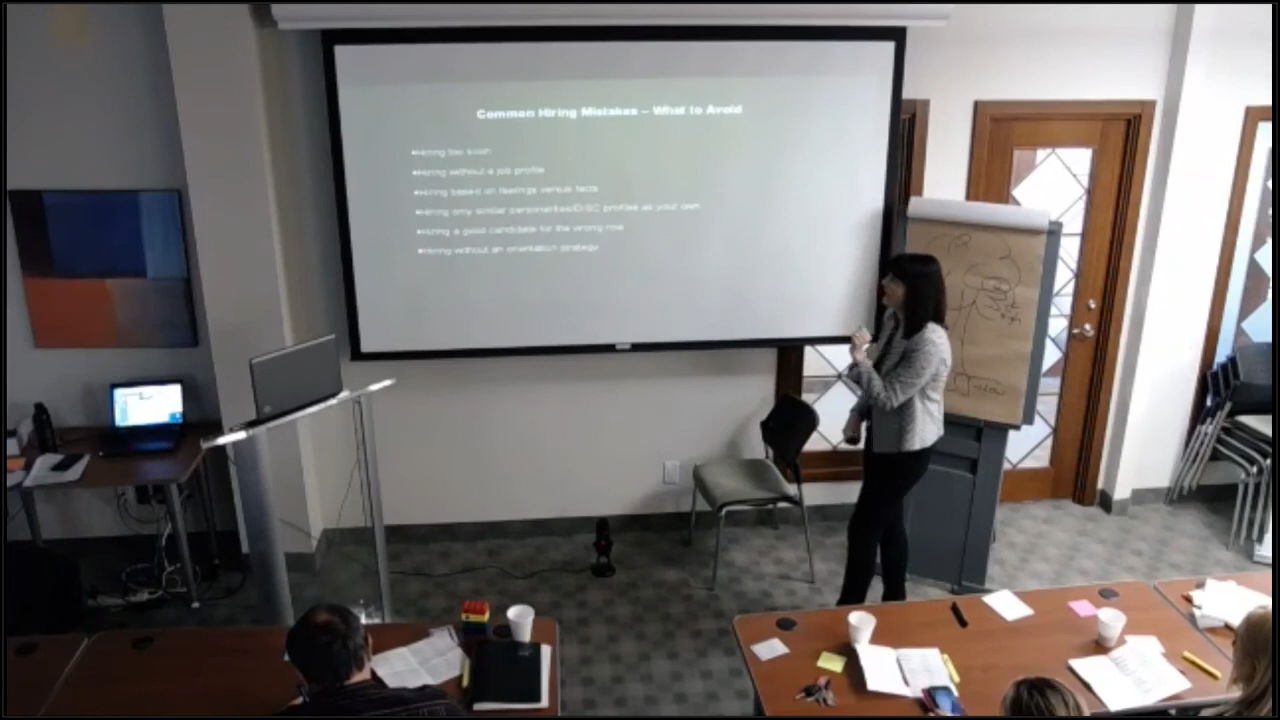 Common Hiring Mistakes – What to Avoid
•Hiring too soon
•Hiring without a job profile
•Hiring based on feelings versus facts
•Hiring only similar personalities/DISC profiles as your own
•Hiring a good candidate for the wrong role
•Hiring without an orientation strategy